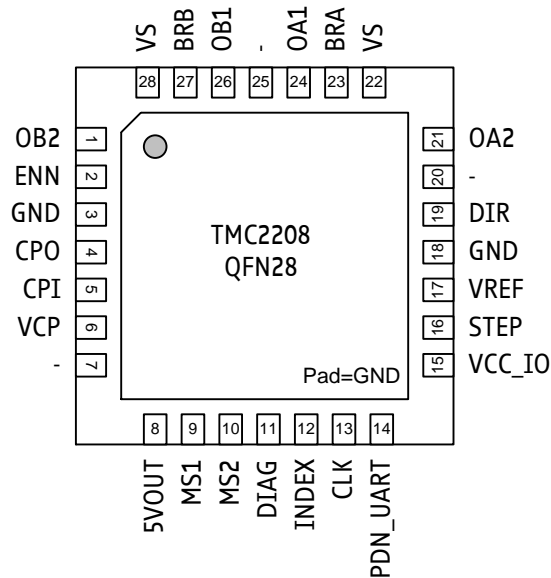 VS
BRB
OB1
-
OA1
BRA
VS
28
27
26
25
24
23
22
OB2
1
ENN
2
GND
3
CPO
4
CPI
5
VCP
6
-
7
TMC2208
QFN28
Pad=GND
21
OA2
20
-
19
DIR
18
GND
17
VREF
16
STEP
15
VCC_IO
8
9
10
11
12
13
14
5VOUT
MS1
MS2
DIAG
INDEX
CLK
PDN_UART